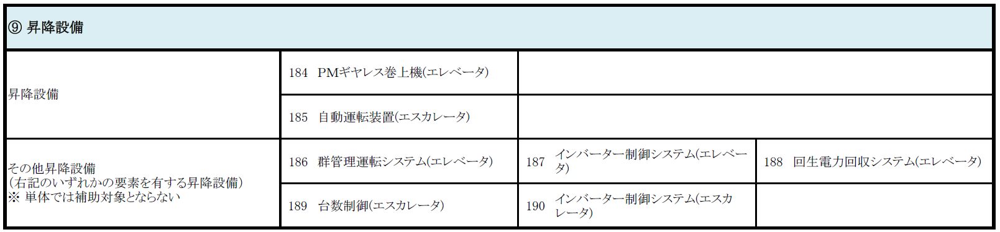 ⑨ 昇降設備
昇降設備
184 PMギヤレス巻上機(エレベータ)
185 自動運転装置(エスカレータ)
その他昇降設備
（右記のいずれかの要素を有する昇降設備）
※ 単体では補助対象とならない
186 群管理運転システム(エレベータ)
187 インバーター制御システム(エレベー
タ)
188 回生電力回収システム(エレベータ)
189 台数制御(エスカレータ)
190 インバーター制御システム(エスカ
レータ)